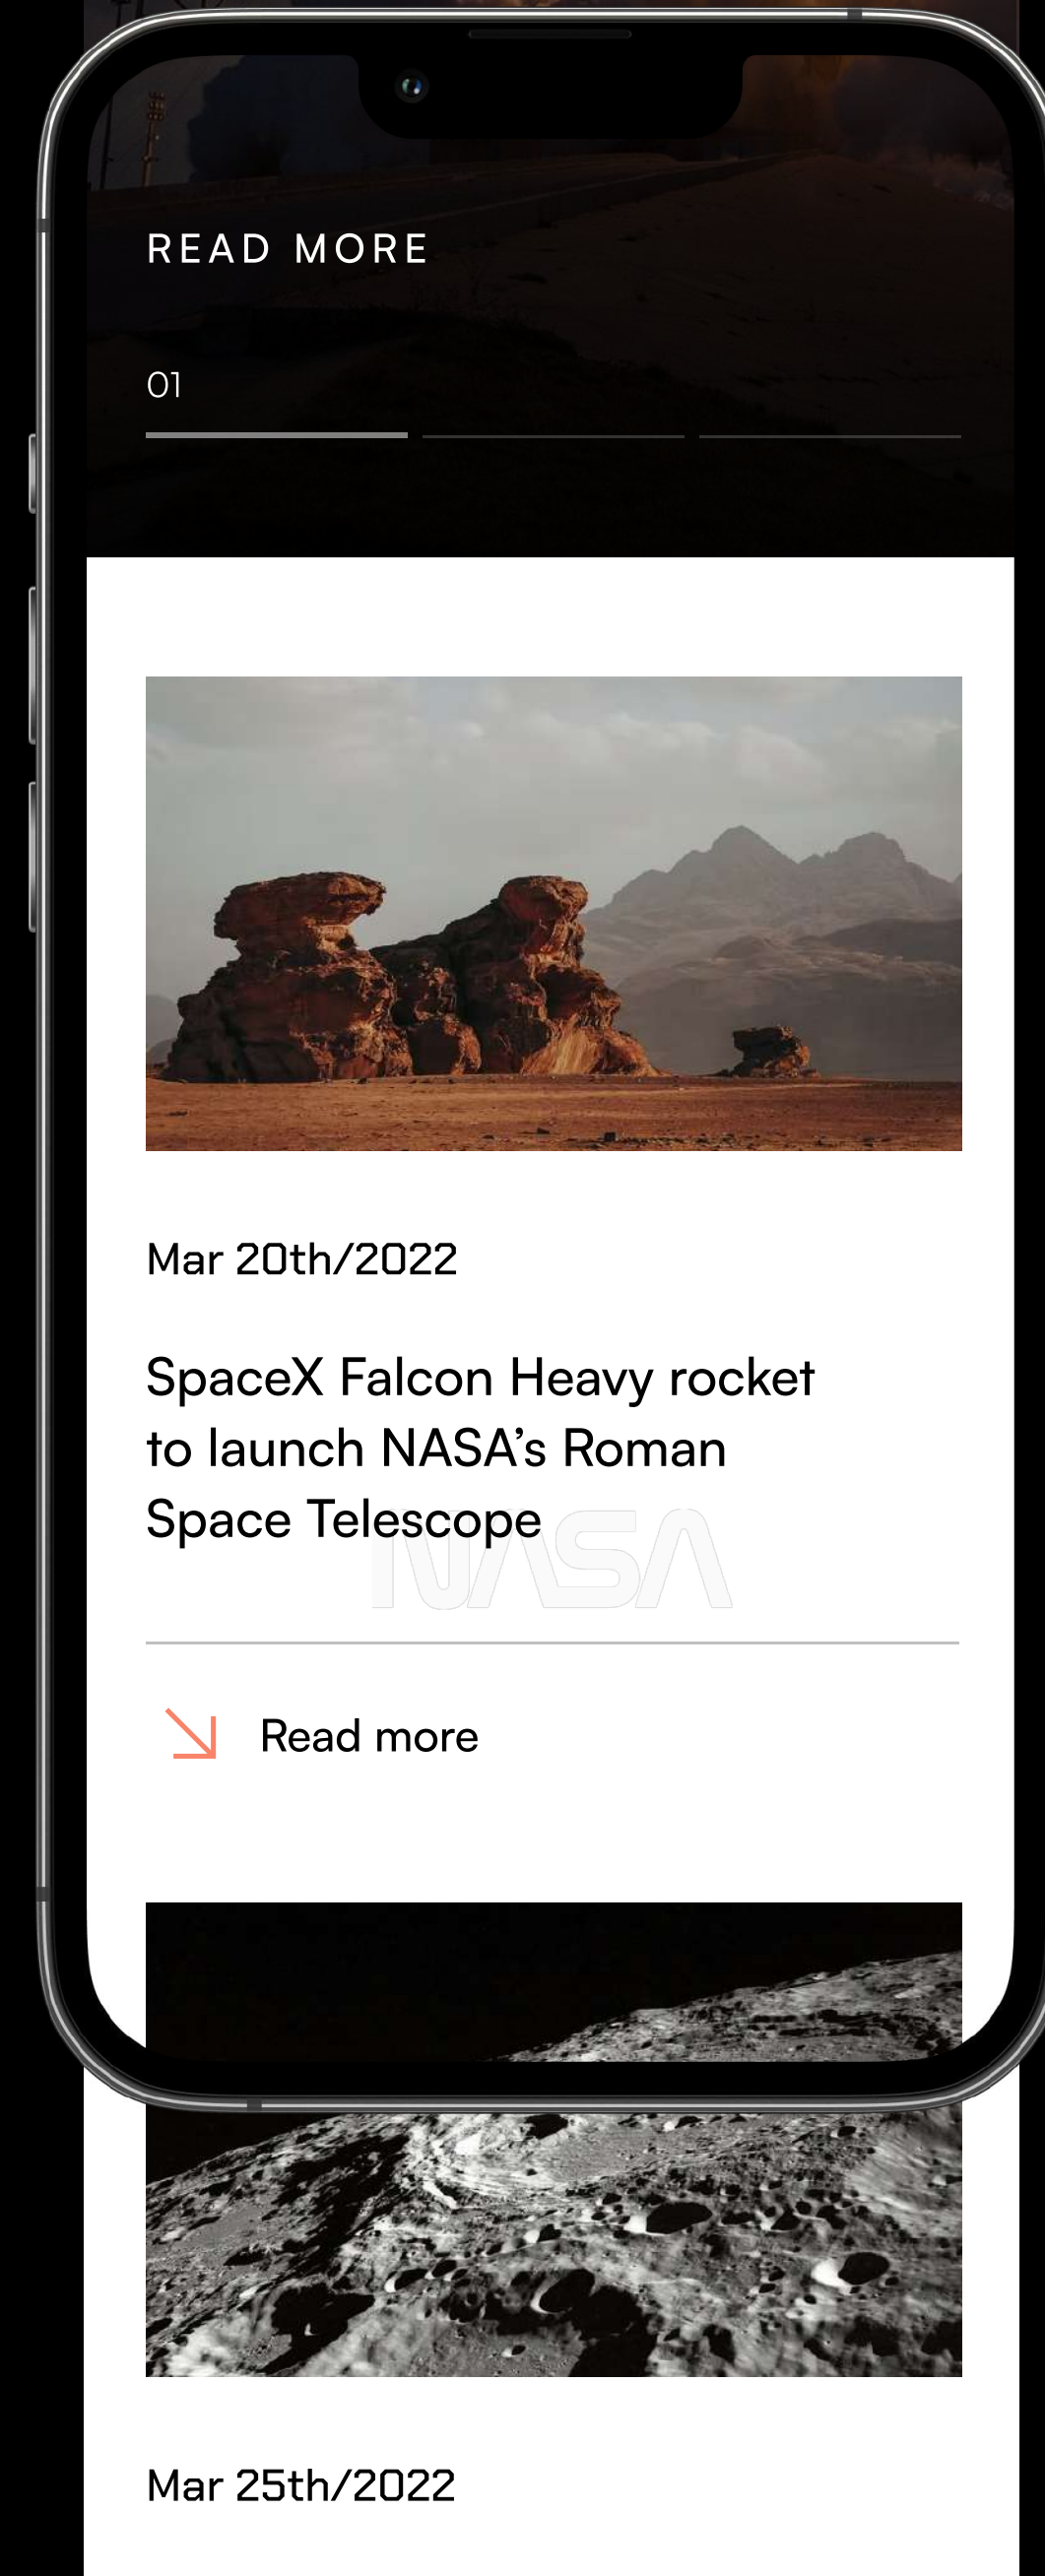 READ MORE
01
Mar 20th/2022
SpaceX Falcon Heavy rocket
to launch NASA’s Roman
Space Telescope
NASA
Read more
Mar 25th/2022